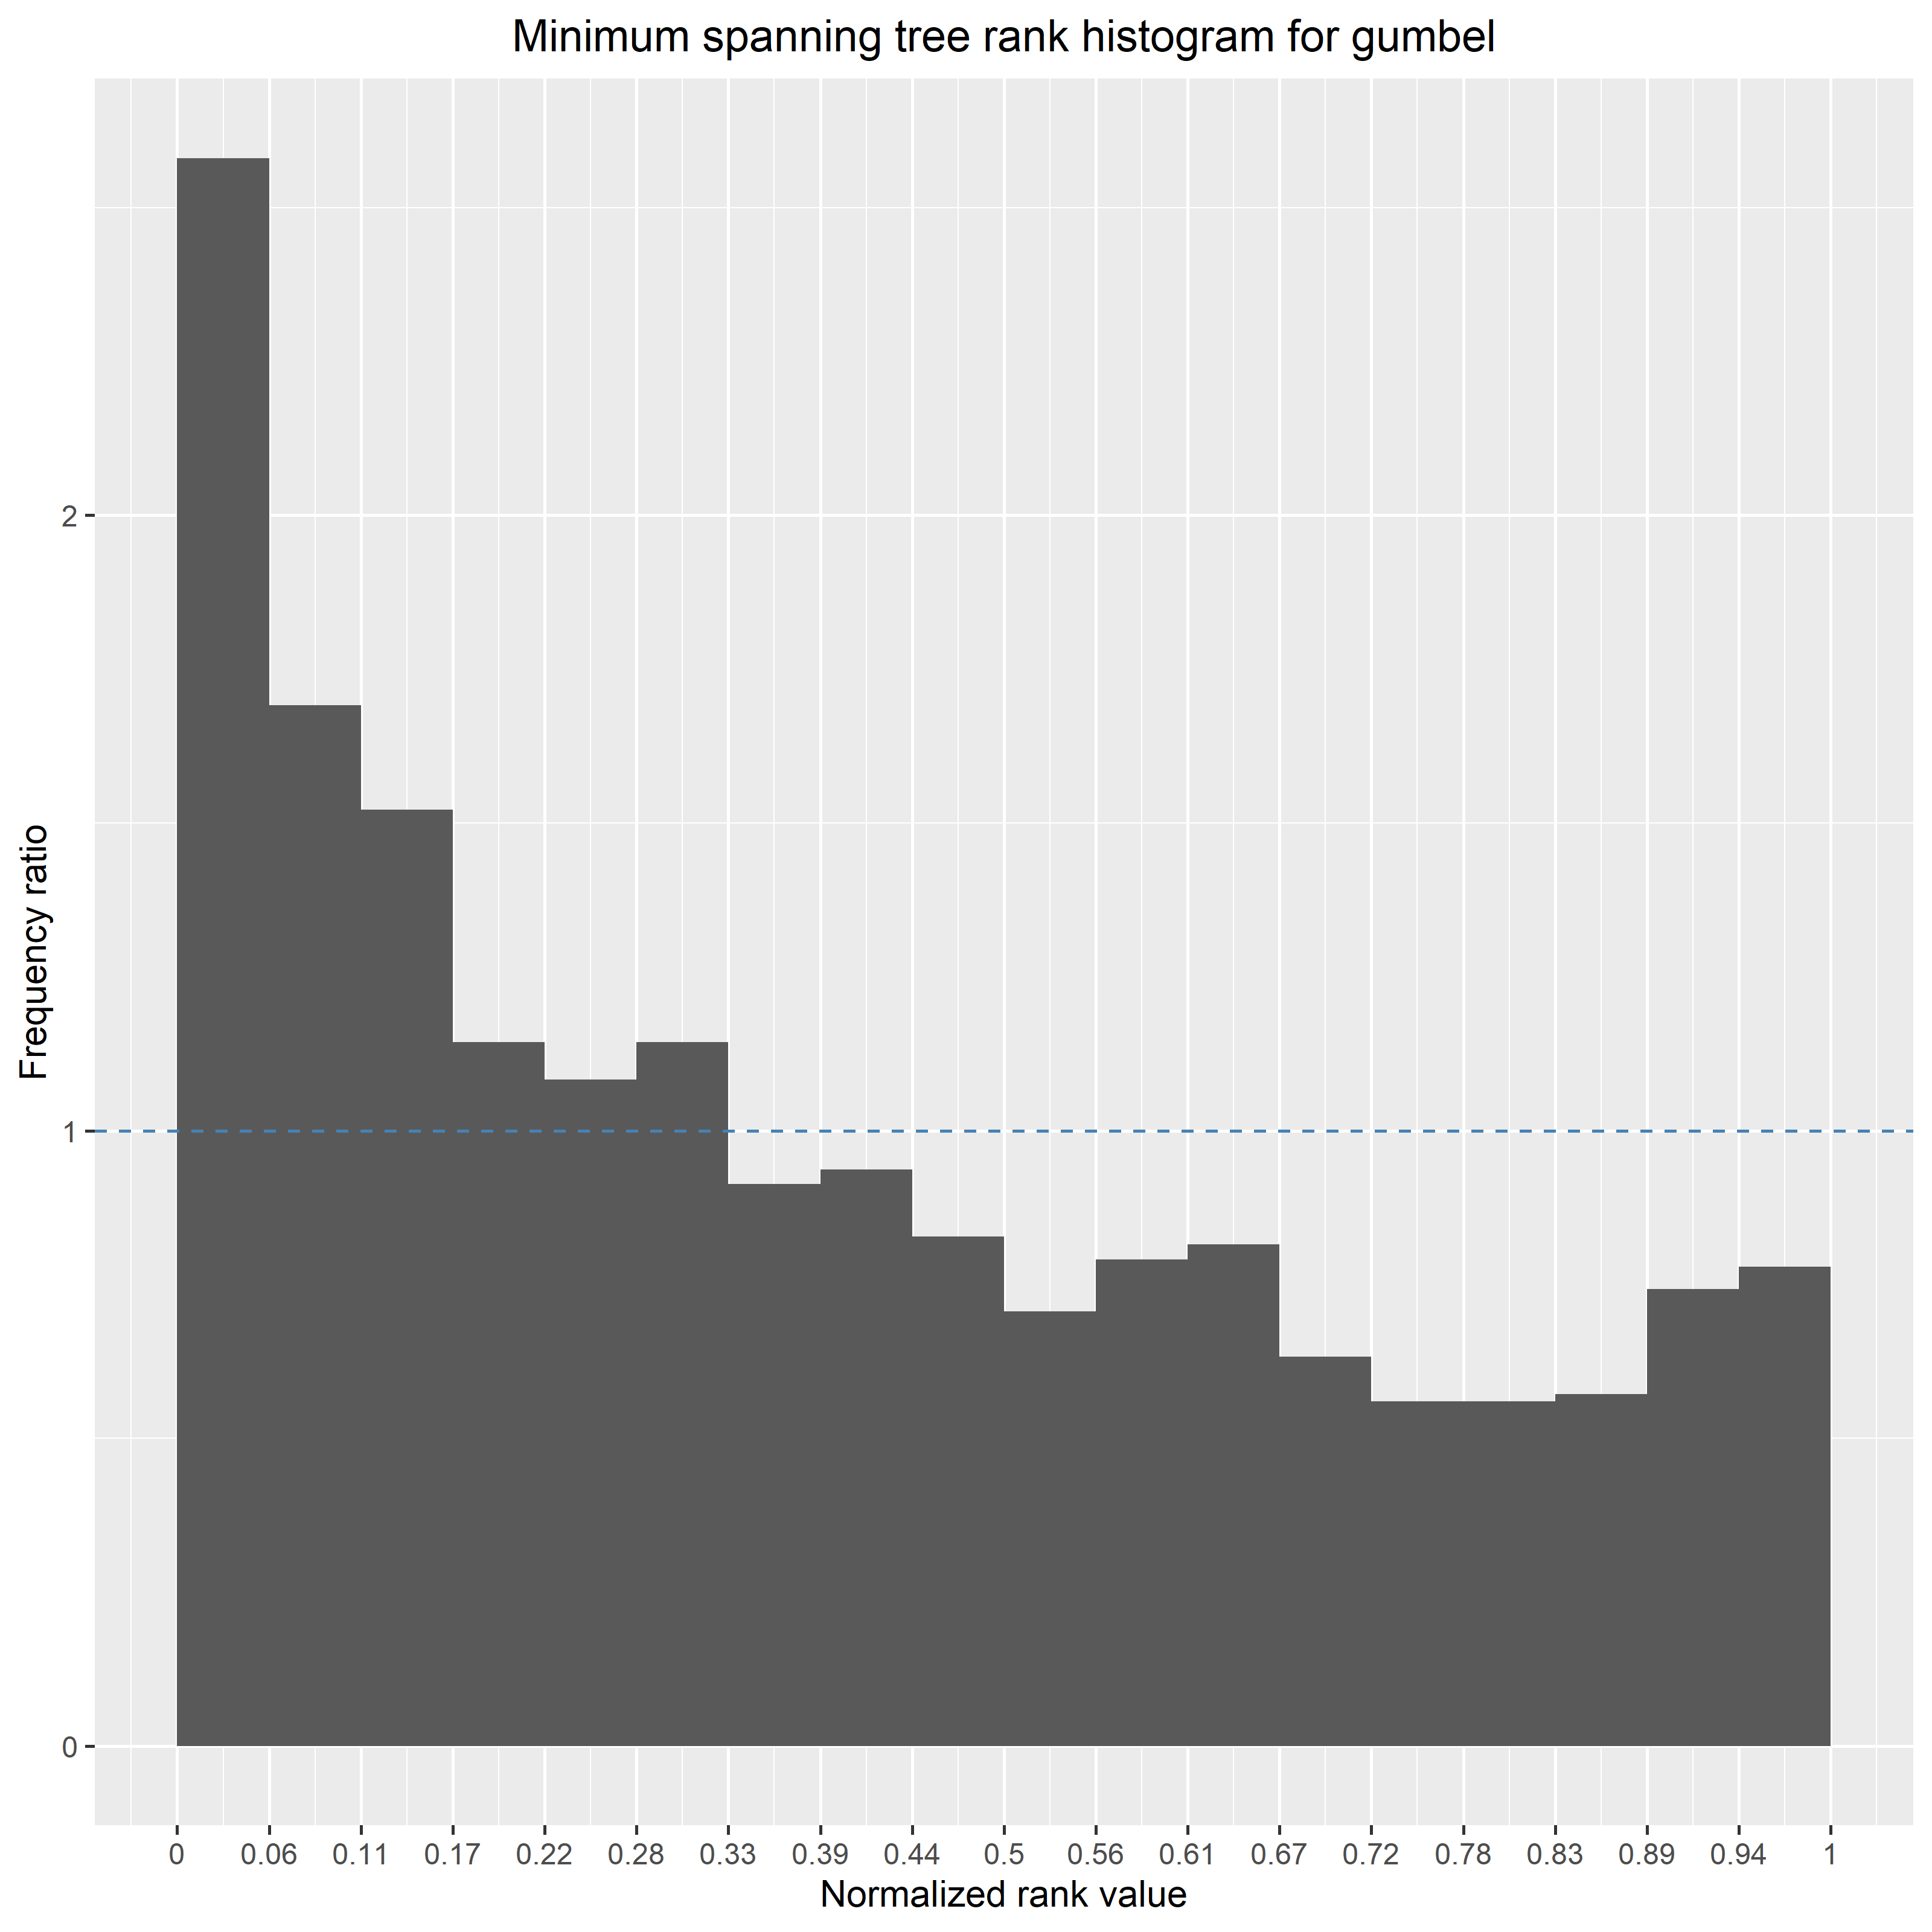 Minimum spanning tree rank histogram for gumbel
Frequency ratio
2
1
0
0 0.06 0.11 0.17 0.22 0.28 0.33 0.39 0.44 0.5 0.56 0.61 0.67 0.72 0.78 0.83 0.89 0.94 1
Normalized rank value